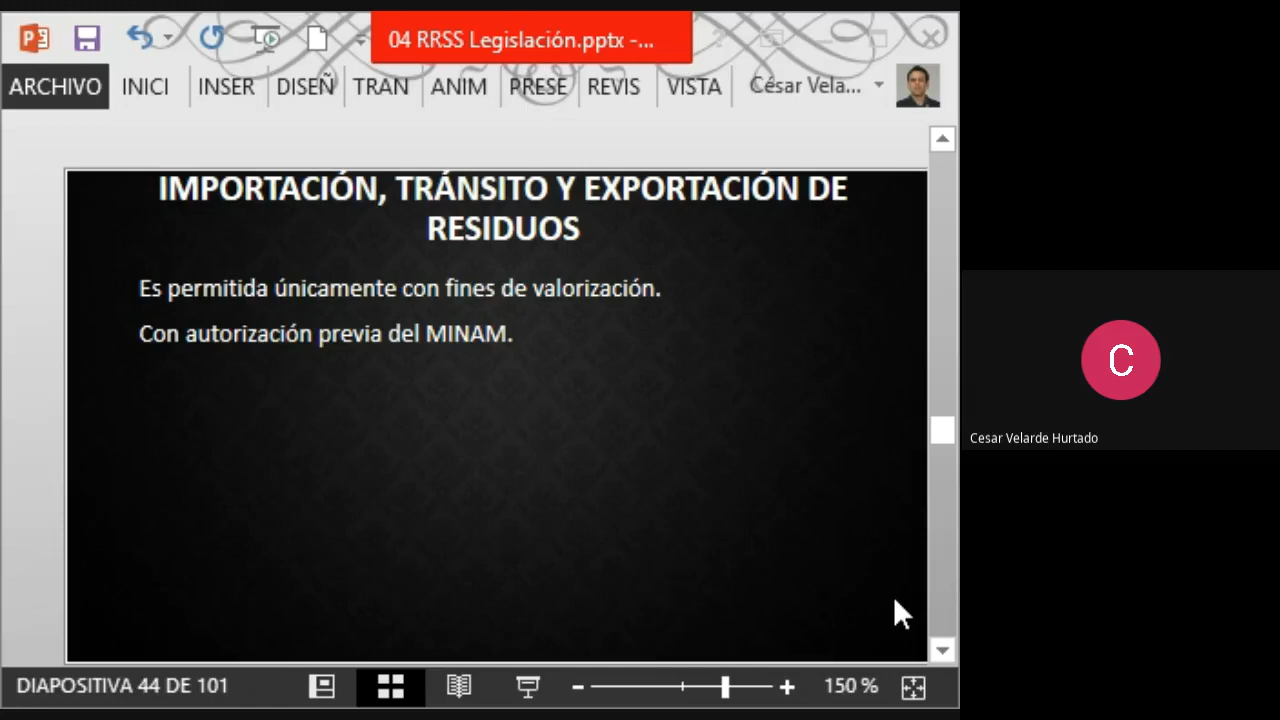 04 RRSS Legislación.pptx -...
ARCHIVO INICI INSER DISEÑ TRAN ANIM PRESE REVIS VISTA César Vela...
IMPORTACIÓN, TRÁNSITO Y EXPORTACIÓN DE
RESIDUOS
Es permitida únicamente con fines de valorización.
Con autorización previa del MINAM.
C
Cesar Velarde Hurtado
DIAPOSITIVA 44 DE 101
150 %